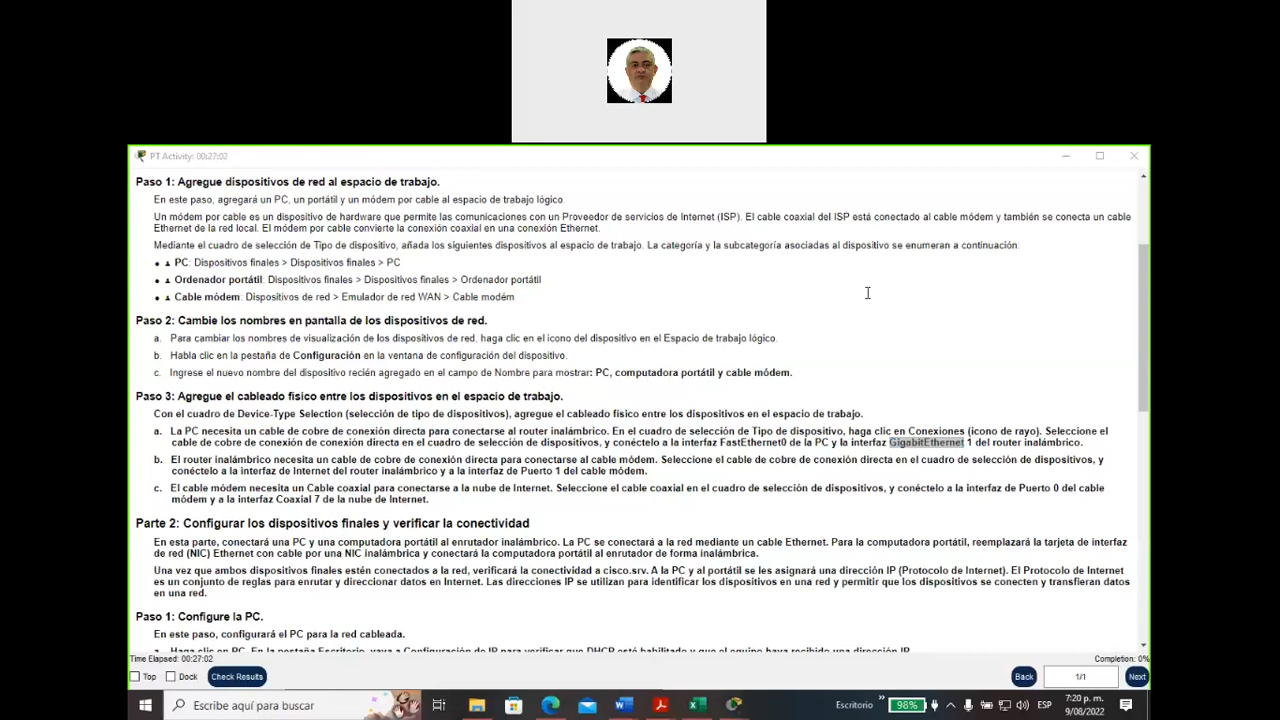 PT Activity: 00:27:02
Paso 1: Agregue dispositivos de red al espacio de trabajo.
En este paso, agregará un PC, un portátil y un módem por cable al espacio de trabajo lógico.
Un módem por cable es un dispositivo de hardware que permite las comunicaciones con un Proveedor de servicios de Internet (ISP). El cable coaxial del ISP está conectado al cable módem y también se conecta un cable
Ethernet de la red local. El módem por cable convierte la conexión coaxial en una conexión Ethernet.
Mediante el cuadro de selección de Tipo de dispositivo, añada los siguientes dispositivos al espacio de trabajo. La categoría y la subcategoría asociadas al dispositivo se enumeran a continuación:
PC: Dispositivos finales > Dispositivos finales > PC
Ordenador portátil: Dispositivos finales > Dispositivos finales > Ordenador portátil
Cable módem: Dispositivos de red > Emulador de red WAN > Cable modém
Paso 2: Cambie los nombres en pantalla de los dispositivos de red.
a. Para cambiar los nombres de visualización de los dispositivos de red, haga clic en el icono del dispositivo en el Espacio de trabajo lógico.
b. Habla clic en la pestaña de Configuración en la ventana de configuración del dispositivo.
c. Ingrese el nuevo nombre del dispositivo recién agregado en el campo de Nombre para mostrar: PC, computadora portátil y cable módem.
Paso 3: Agregue el cableado físico entre los dispositivos en el espacio de trabajo.
Con el cuadro de Device-Type Selection (selección de tipo de dispositivos), agregue el cableado físico entre los dispositivos en el espacio de trabajo.
a. La PC necesita un cable de cobre de conexión directa para conectarse al router inalámbrico. En el cuadro de selección de Tipo de dispositivo, haga clic en Conexiones (icono de rayo). Seleccione el
cable de cobre de conexión de conexión directa en el cuadro de selección de dispositivos, y conéctelo a la interfaz FastEthernet0 de la PC y la interfaz GigabitEthernet 1 del router inalámbrico.
b. El router inalámbrico necesita un cable de cobre de conexión directa para conectarse al cable módem. Seleccione el cable de cobre de conexión directa en el cuadro de selección de dispositivos, y
conéctelo a la interfaz de Internet del router inalámbrico y a la interfaz de Puerto 1 del cable módem.
c. El cable módem necesita un Cable coaxial para conectarse a la nube de Internet. Seleccione el cable coaxial en el cuadro de selección de dispositivos, y conéctelo a la interfaz de Puerto 0 del cable
módem y a la interfaz Coaxial 7 de la nube de Internet.
Parte 2: Configurar los dispositivos finales y verificar la conectividad
En esta parte, conectará una PC y una computadora portátil al enrutador inalámbrico. La PC se conectará a la red mediante un cable Ethernet. Para la computadora portátil, reemplazará la tarjeta de interfaz
de red (NIC) Ethernet con cable por una NIC inalámbrica y conectará la computadora portátil al enrutador de forma inalámbrica.
Una vez que ambos dispositivos finales estén conectados a la red, verificará la conectividad a cisco.srv. A la PC y al portátil se les asignará una dirección IP (Protocolo de Internet). El Protocolo de Internet
es un conjunto de reglas para enrutar y direccionar datos en Internet. Las direcciones IP se utilizan para identificar los dispositivos en una red y permitir que los dispositivos se conecten y transfieran datos
en una red.
Paso 1: Configure la PC.
En este paso, configurará el PC para la red cableada.
a. Haga clic en PC. En la pestaña Escritorio, vaya a Configuración de IP para verificar que DHCP esté habilitado y que el equipo haya recibido una dirección IP.
Time Elapsed: 00:27:02
Completion: 0%
Top
Dock
Check Results
Back
1/1
Next
Escribe aquí para buscar
Escritorio
98%
ESP
7:20 p. m.
9/08/2022